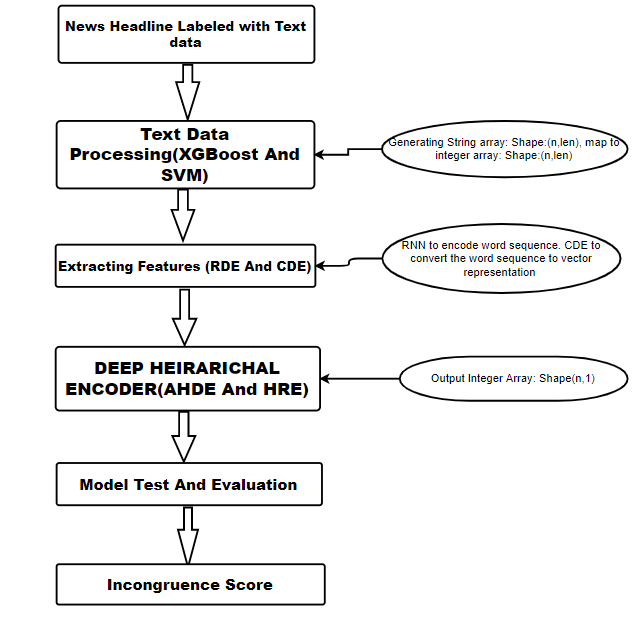 News Headline Labeled with Text
data
Text Data
Processing(XGBoost And
SVM)
Generating String array: Shape:(n,len), map to
integer array: Shape:(n,len)
Extracting Features (RDE And CDE)
RNN to encode word sequence. CDE to
convert the word sequence to vector
representation
DEEP HEIRARICHAL
ENCODER(AHDE And HRE)
Output Integer Array: Shape(n,1)
Model Test And Evaluation
Incongruence Score